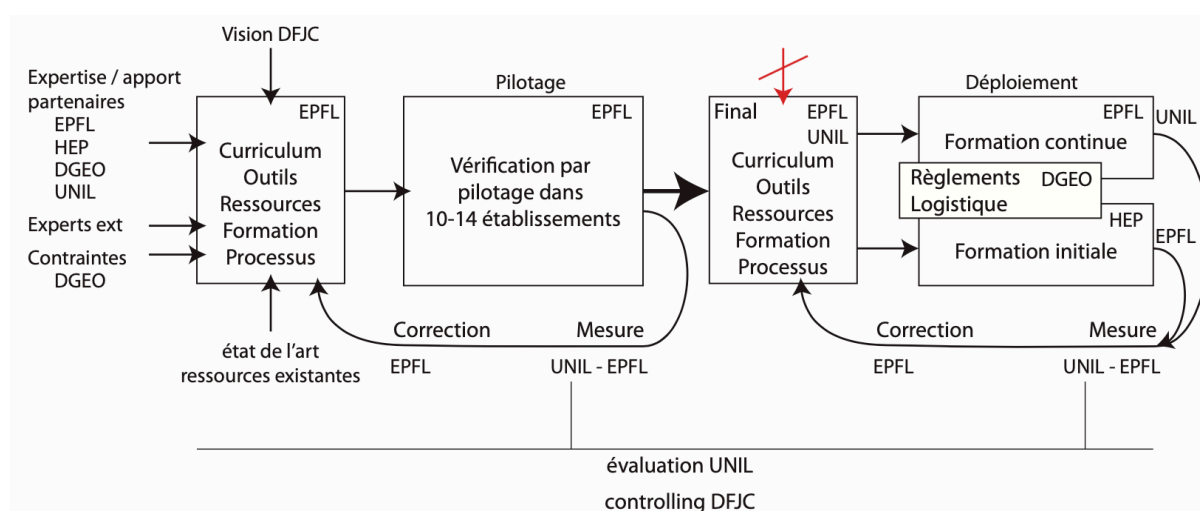 Vision DFJC
Expertise / apport
partenaires
EPFL
HEP
DGEO
UNIL
Experts ext
Contraintes
DGEO
EPFL
Curriculum
Outils
Ressources
Formation
Processus
état de l'art
ressources existantes
Pilotage
EPFL
Vérification par
pilotage dans
10-14 établissements
Correction
Mesure
EPFL
UNIL - EPFL
Final
EPFL
UNIL
Curriculum
Outils
Ressources
Formation
Processus
Déploiement
EPFL
UNIL
Formation continue
Règlements
DGEO
Logistique
HEP
EPFL
Formation initiale
Correction
Mesure
EPFL
UNIL - EPFL
évaluation UNIL
controlling DFJC